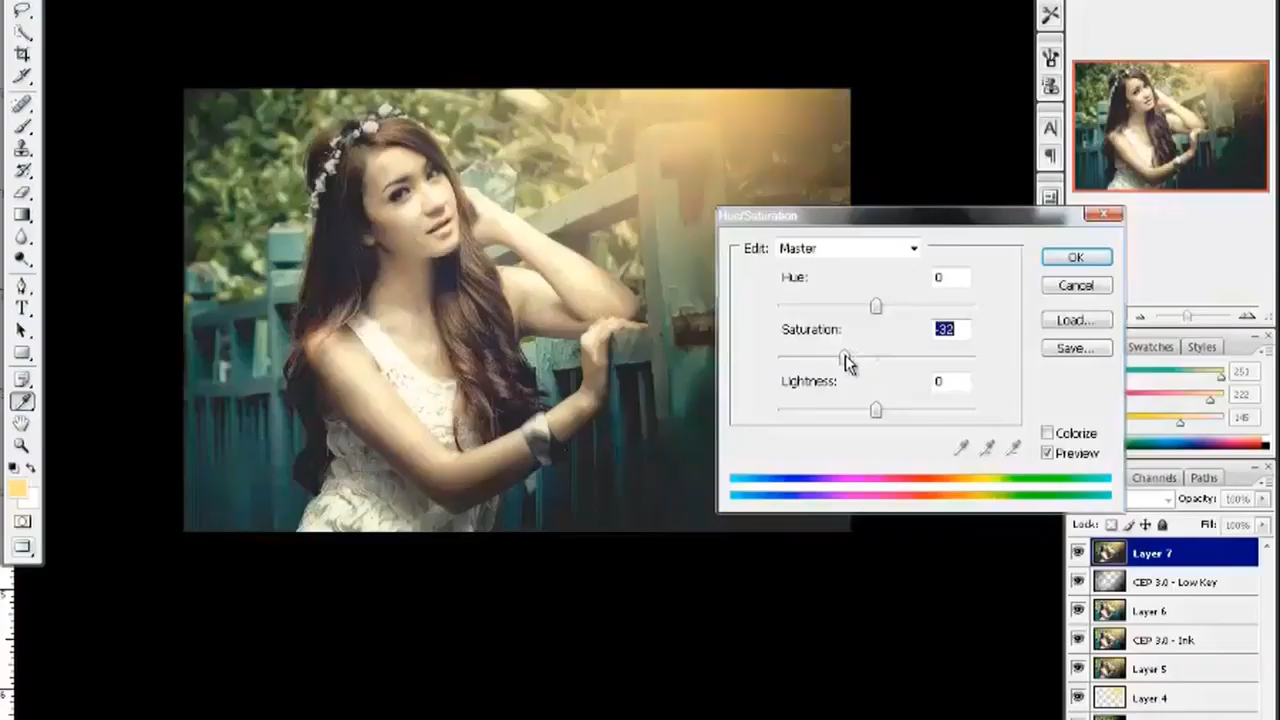 Hue/Saturation
Edit: Master
Hue: 0
Saturation: -32
Lightness: 0
OK
Cancel
Load...
Save...
Colorize
Preview
A
T
Swatches Styles
251
222
145
Channels Paths
Opacity: 100%
Lock: Fill: 100%
Layer 7
CEP 3.0 - Low Key
Layer 6
CEP 3.0 - Ink
Layer 5
Layer 4
5
6